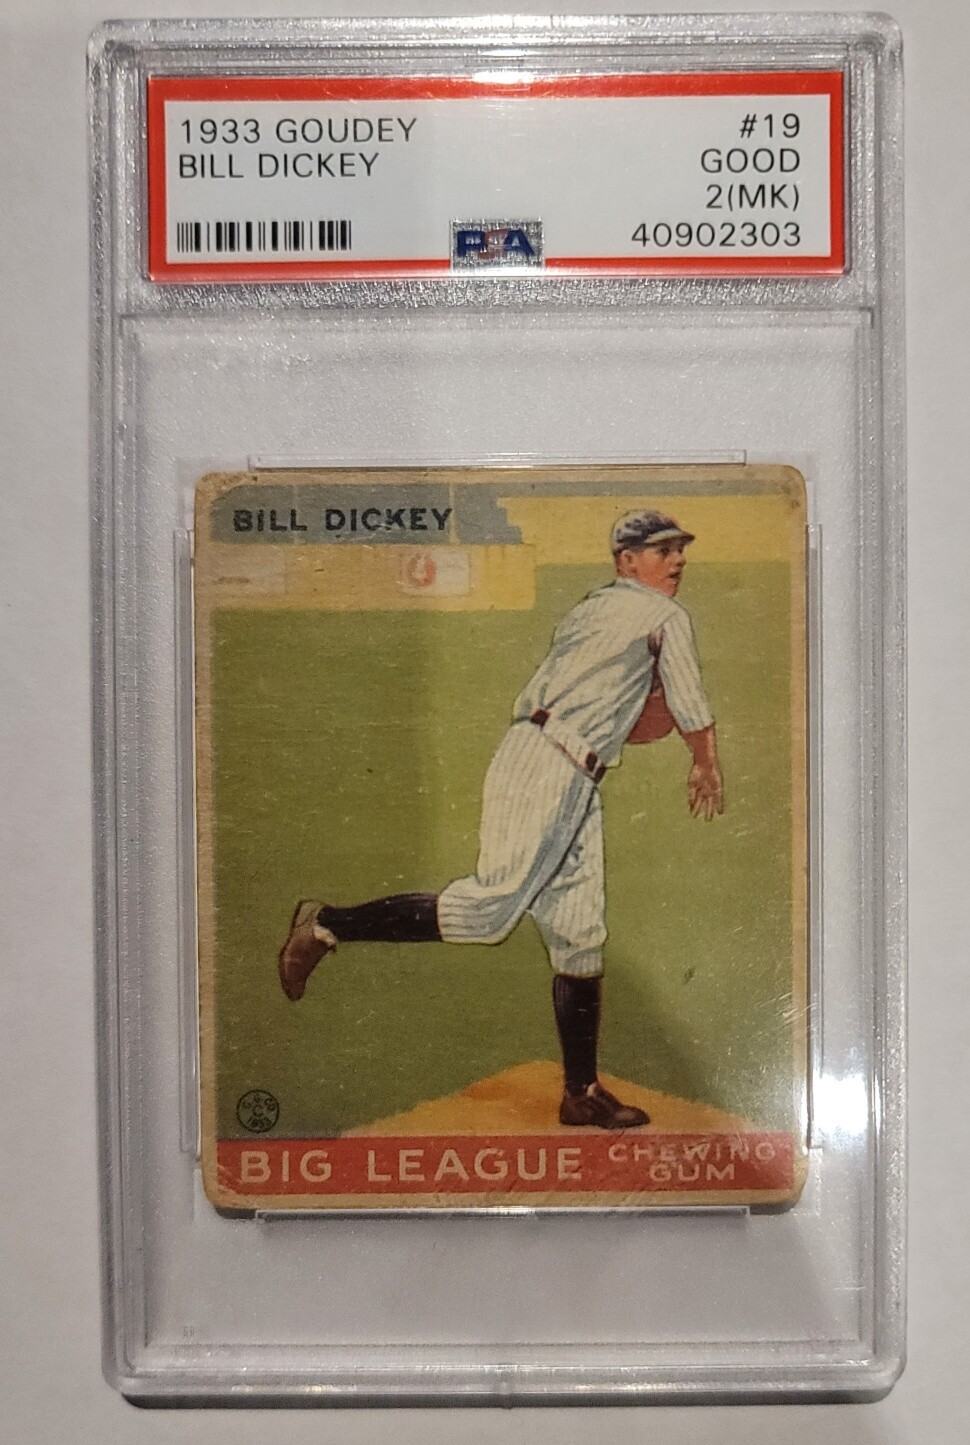 1933 GOUDEY #19
BILL DICKEY GOOD
2(MK)
PSA 40902303
BILL DICKEY
BIG LEAGUE CHEWING
GUM